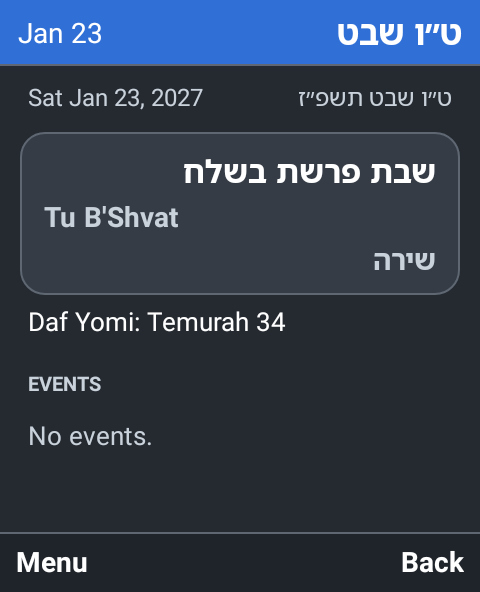 Jan 23 ט״ו שבט
Sat Jan 23, 2027 ט״ו שבט תשפ״ז
שבת פרשת בשלח
Tu B'Shvat
שירה
Daf Yomi: Temurah 34
EVENTS
No events.
Menu Back